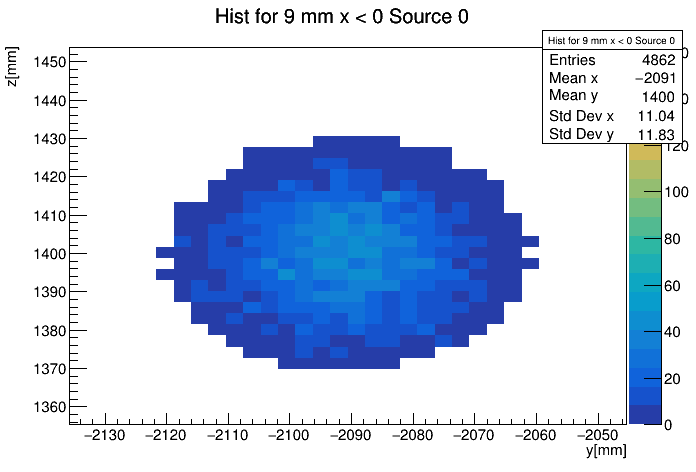 Hist for 9 mm x < 0 Source 0
Hist for 9 mm x < 0 Source 0
Entries 4862
Mean x −2091
Mean y 1400
Std Dev x 11.04
Std Dev y 11.83
z[mm]
1450
1440
1430
1420
1410
1400
1390
1380
1370
1360
−2130 −2120 −2110 −2100 −2090 −2080 −2070 −2060 −2050
y[mm]
120
100
80
60
40
20
0